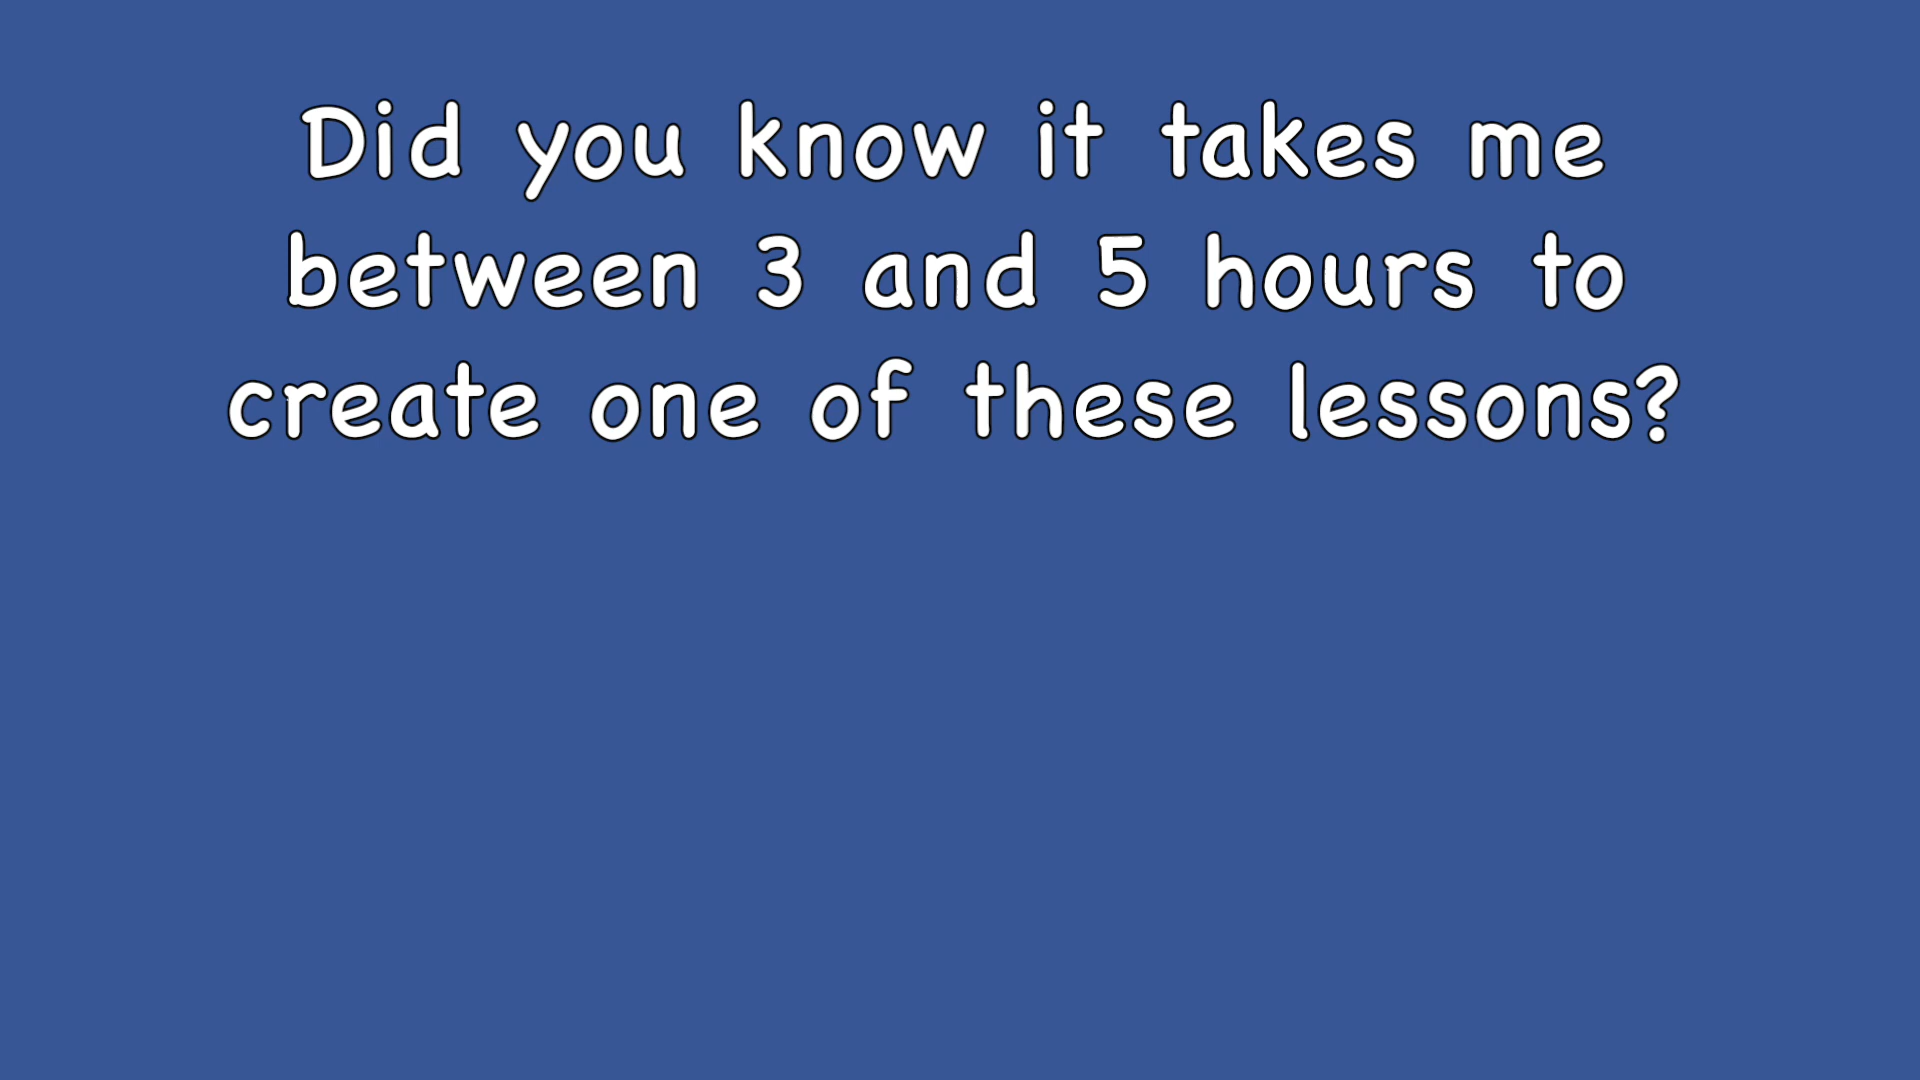 Did you know it takes me
between 3 and 5 hours to
create one of these lessons?